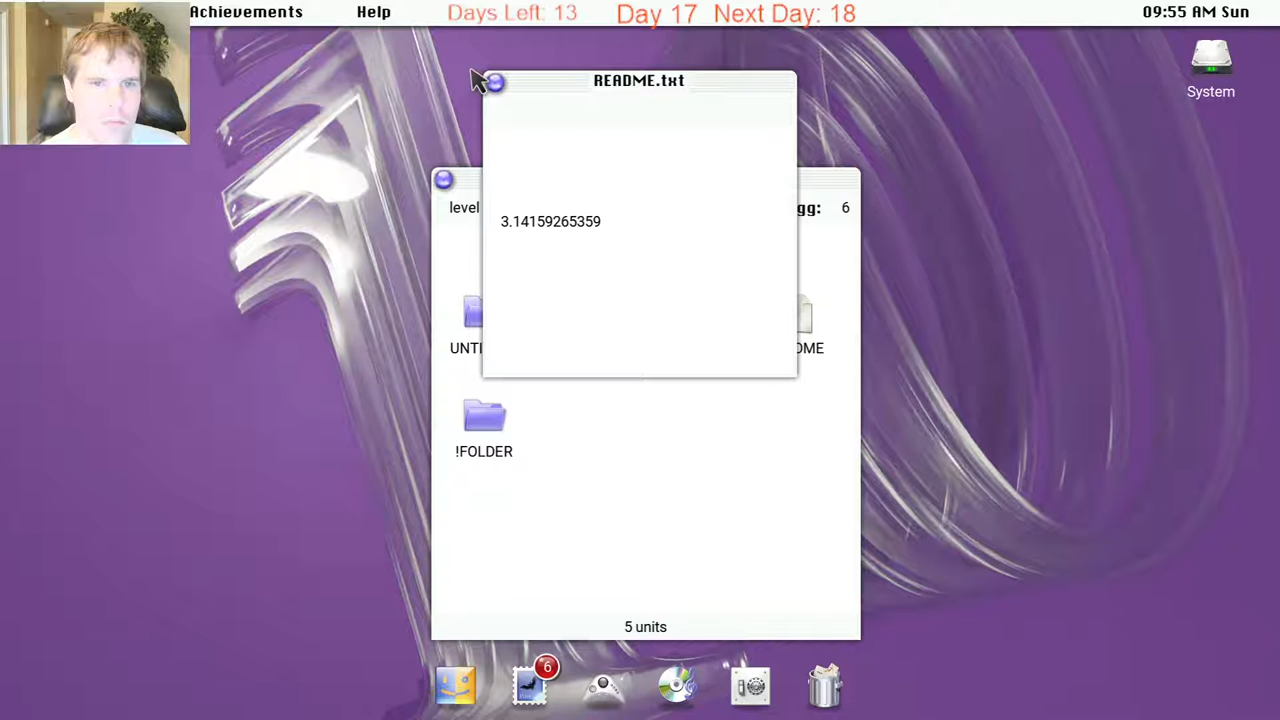 Achievements Help Days Left: 13 Day 17 Next Day: 18 09:55 AM Sun
System
README.txt
level gg: 6
3.14159265359
UNTI OME
!FOLDER
5 units
6